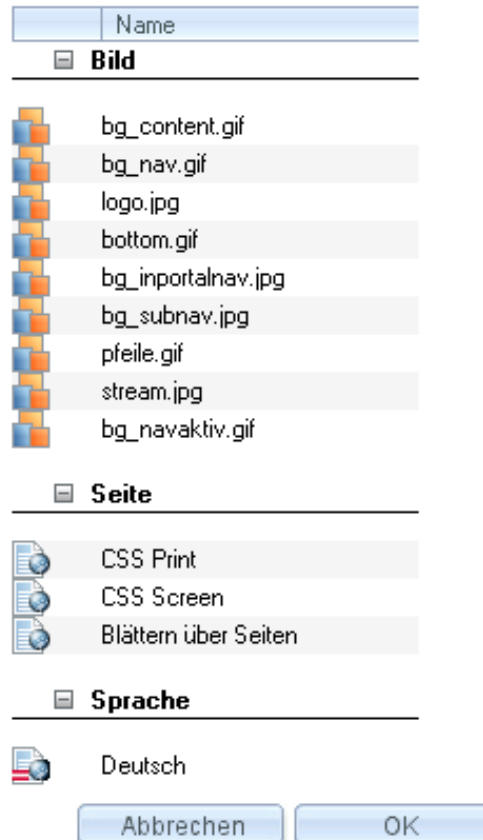 Name
Bild
bg_content.gif
bg_nav.gif
logo.jpg
bottom.gif
bg_inportalnav.jpg
bg_subnav.jpg
pfeile.gif
stream.jpg
bg_navaktiv.gif
Seite
CSS Print
CSS Screen
Blättern über Seiten
Sprache
Deutsch
Abbrechen OK